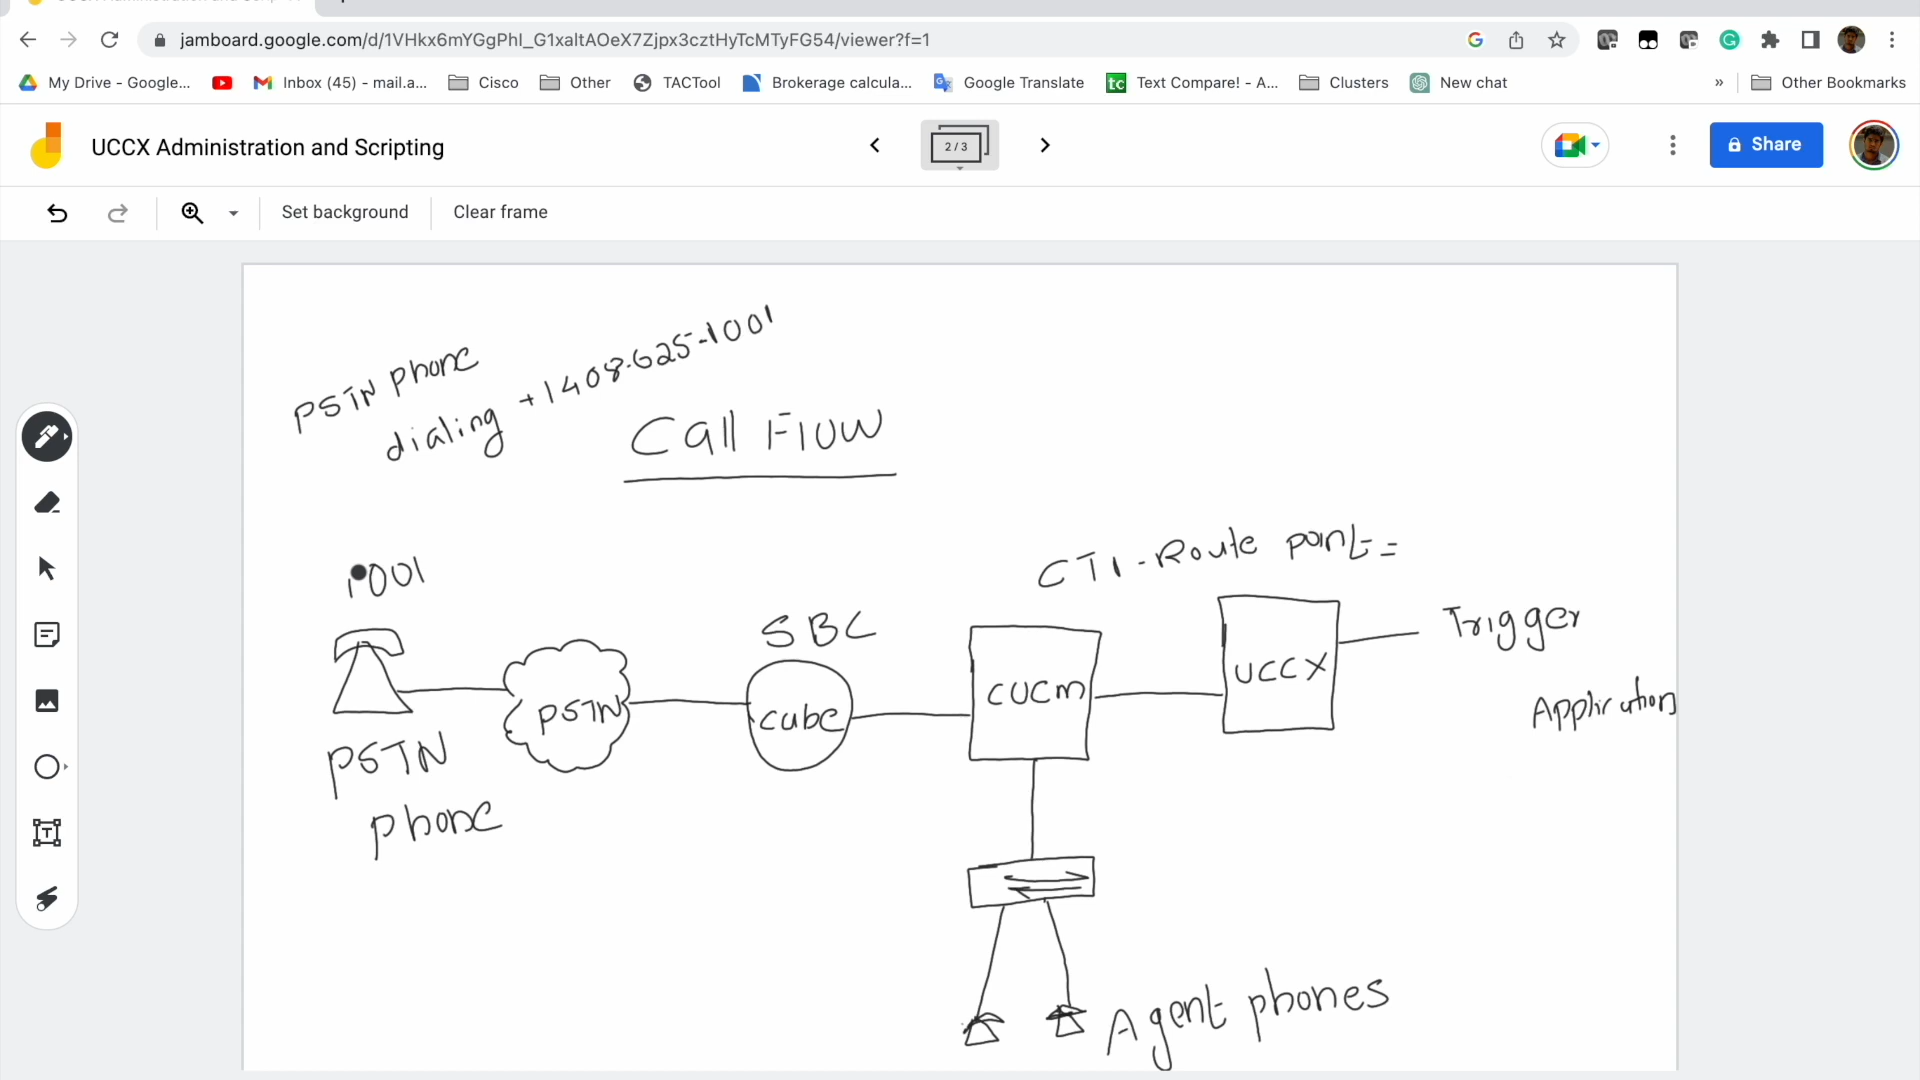 jamboard.google.com/d/1VHkx6mYGgPhI_G1xaltAOeX7Zjpx3cztHyTcMTyFG54/viewer?f=1
My Drive - Google... Inbox (45) - mail.a... Cisco Other TACTool Brokerage calcula... Google Translate Text Compare! - A... Clusters New chat » Other Bookmarks
UCCX Administration and Scripting
2 / 3
Share
Set background Clear frame
PSTN phone
dialing +1408-625-1001
Call Flow
1001
CTI-Route point =
SBC
Trigger
PSTN
cube
CUCM
UCCX
Application
PSTN
phone
Agent phones